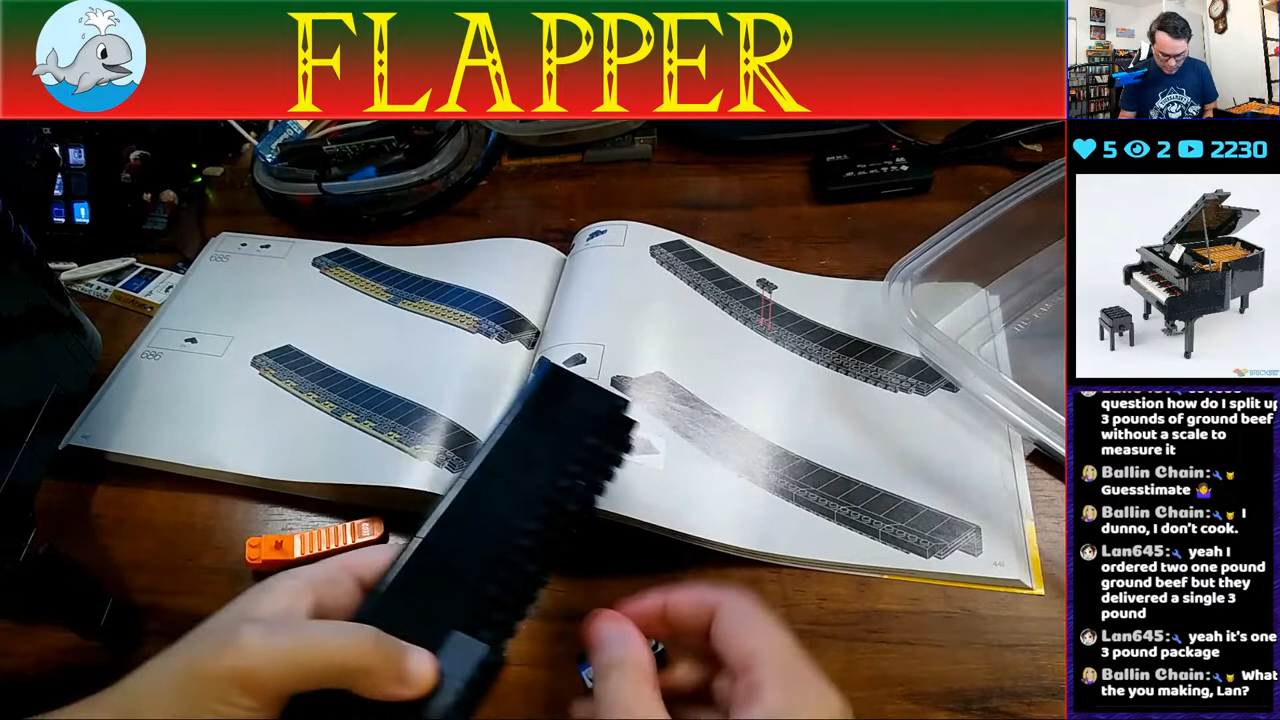 FLAPPER
5 2 2230
685
686
BRICKSET
question how do I split up
3 pounds of ground beef
without a scale to
measure it
Ballin Chain:
Guesstimate 🤷
Ballin Chain: I
dunno, I don't cook.
Lan645: yeah I
ordered two one pound
ground beef but they
delivered a single 3
pound
Lan645: yeah it's one
3 pound package
Ballin Chain: What
the you making, Lan?